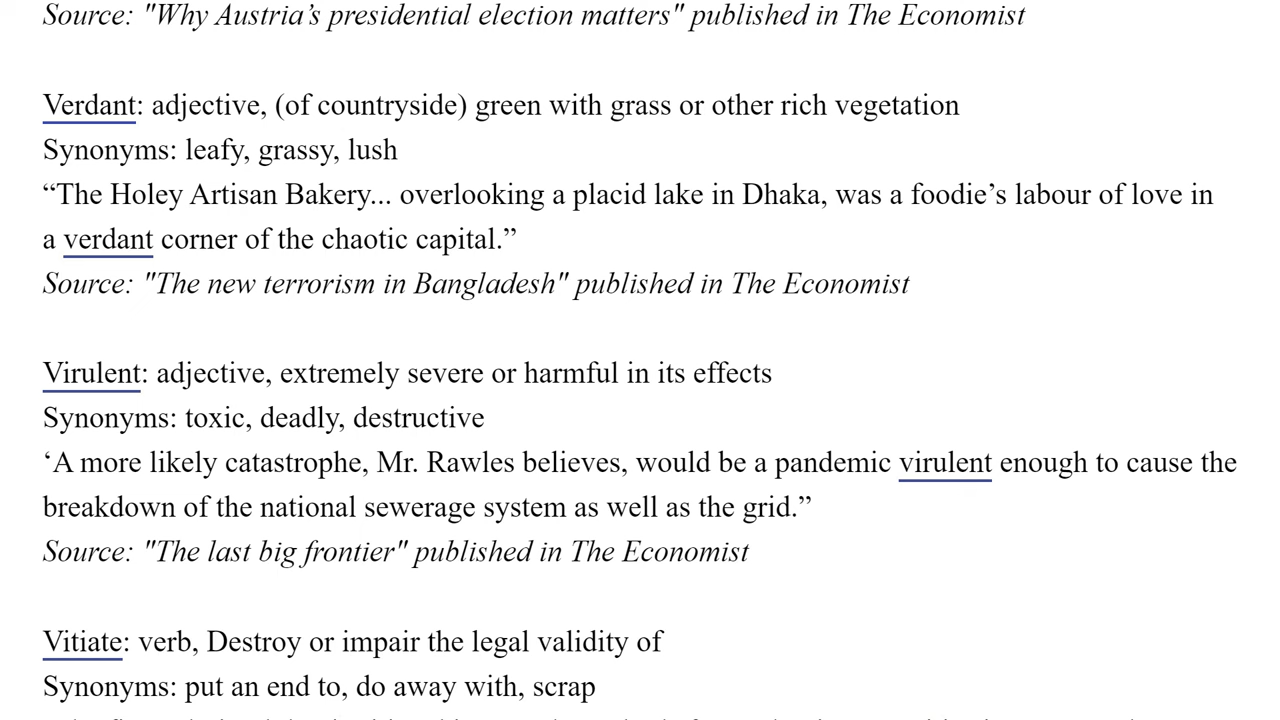 Source: "Why Austria’s presidential election matters" published in The Economist
Verdant: adjective, (of countryside) green with grass or other rich vegetation
Synonyms: leafy, grassy, lush
“The Holey Artisan Bakery... overlooking a placid lake in Dhaka, was a foodie’s labour of love in
a verdant corner of the chaotic capital.”
Source: "The new terrorism in Bangladesh" published in The Economist
Virulent: adjective, extremely severe or harmful in its effects
Synonyms: toxic, deadly, destructive
‘A more likely catastrophe, Mr. Rawles believes, would be a pandemic virulent enough to cause the
breakdown of the national sewerage system as well as the grid.”
Source: "The last big frontier" published in The Economist
Vitiate: verb, Destroy or impair the legal validity of
Synonyms: put an end to, do away with, scrap